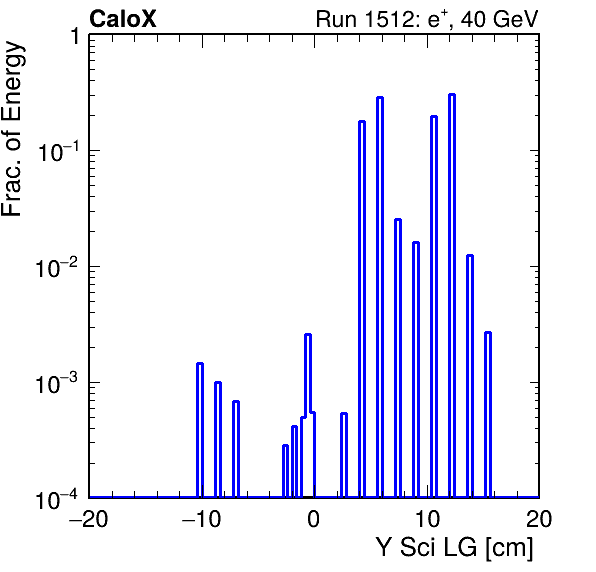 CaloX Run 1512: e⁺, 40 GeV
Frac. of Energy
1
10⁻¹
10⁻²
10⁻³
10⁻⁴
−20 −10 0 10 20
Y Sci LG [cm]